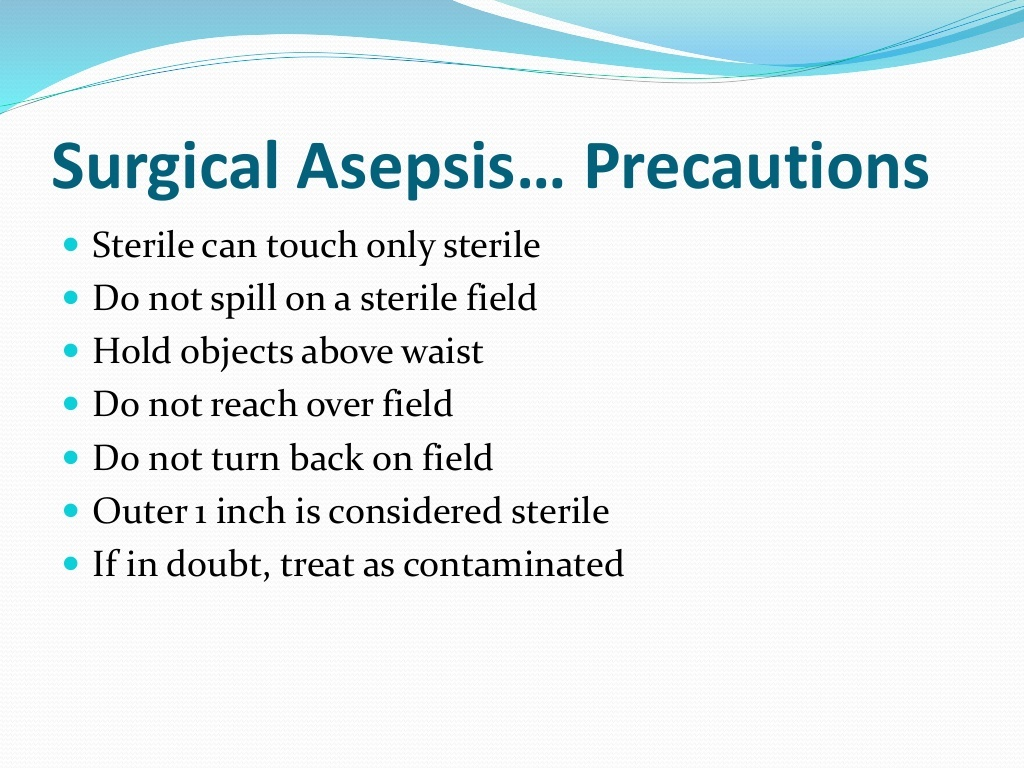 Surgical Asepsis… Precautions
Sterile can touch only sterile
Do not spill on a sterile field
Hold objects above waist
Do not reach over field
Do not turn back on field
Outer 1 inch is considered sterile
If in doubt, treat as contaminated